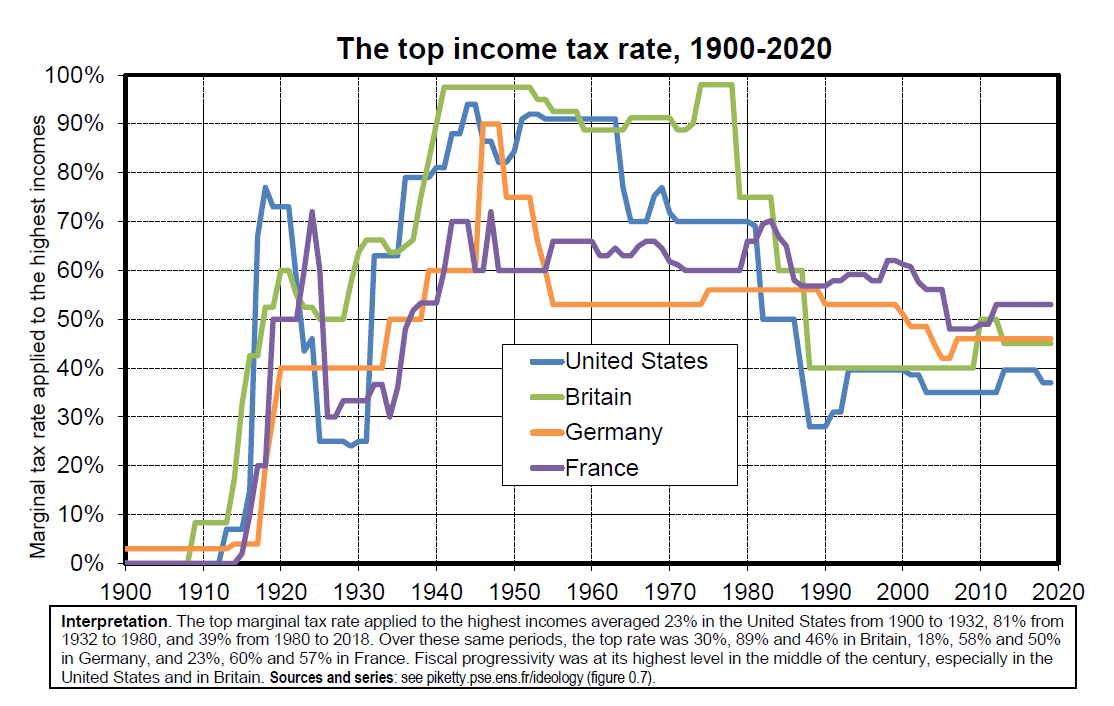 The top income tax rate, 1900-2020
Marginal tax rate applied to the highest incomes
100%
90%
80%
70%
60%
50%
40%
30%
20%
10%
0%
United States
Britain
Germany
France
1900 1910 1920 1930 1940 1950 1960 1970 1980 1990 2000 2010 2020
Interpretation. The top marginal tax rate applied to the highest incomes averaged 23% in the United States from 1900 to 1932, 81% from
1932 to 1980, and 39% from 1980 to 2018. Over these same periods, the top rate was 30%, 89% and 46% in Britain, 18%, 58% and 50%
in Germany, and 23%, 60% and 57% in France. Fiscal progressivity was at its highest level in the middle of the century, especially in the
United States and in Britain. Sources and series: see piketty.pse.ens.fr/ideology (figure 0.7).